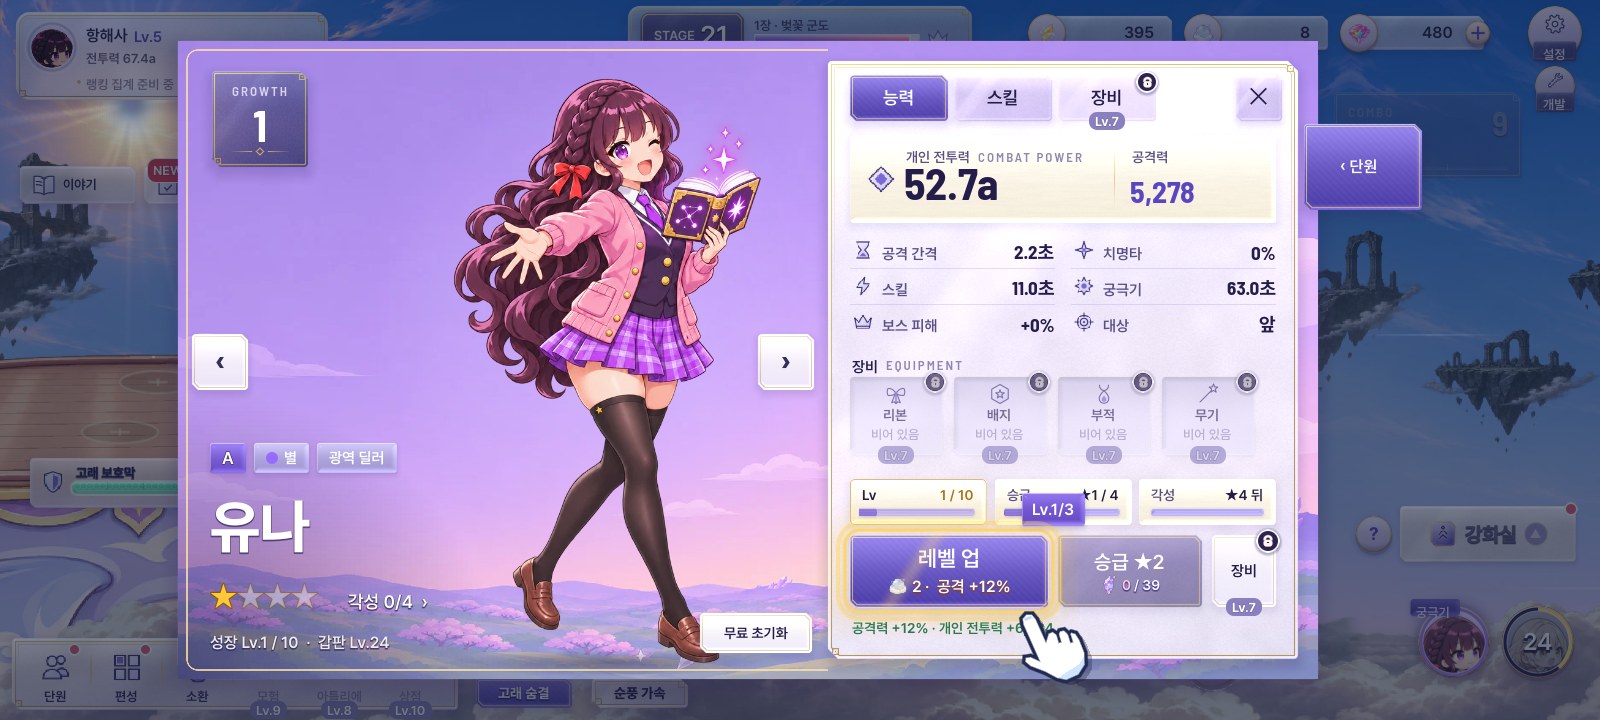 항해사 Lv.5
전투력 67.4a
랭킹 집계 준비 중
STAGE 21
1장 · 벚꽃 군도
395
8
480
설정
개발
이야기
NEW
COMBO
9
GROWTH
1
능력
스킬
장비
Lv.7
‹ 단원
개인 전투력 COMBAT POWER
52.7a
공격력
5,278
공격 간격 2.2초
치명타 0%
스킬 11.0초
궁극기 63.0초
보스 피해 +0%
대상 앞
장비 EQUIPMENT
리본
비어 있음
Lv.7
배지
비어 있음
Lv.7
부적
비어 있음
Lv.7
무기
비어 있음
Lv.7
Lv 1 / 10
승급 ★1 / 4
각성 ★4 뒤
Lv.1/3
레벨 업
2 · 공격 +12%
승급 ★2
0 / 39
장비
Lv.7
공격력 +12% · 개인 전투력
고래 보호막
A
별
광역 딜러
유나
각성 0/4 ›
성장 Lv.1 / 10 · 갑판 Lv.24
무료 초기화
?
강화실
궁극기
24
단원
편성
소환
모험
Lv.9
아틀리에
Lv.8
상점
Lv.10
고래 숨결
순풍 가속